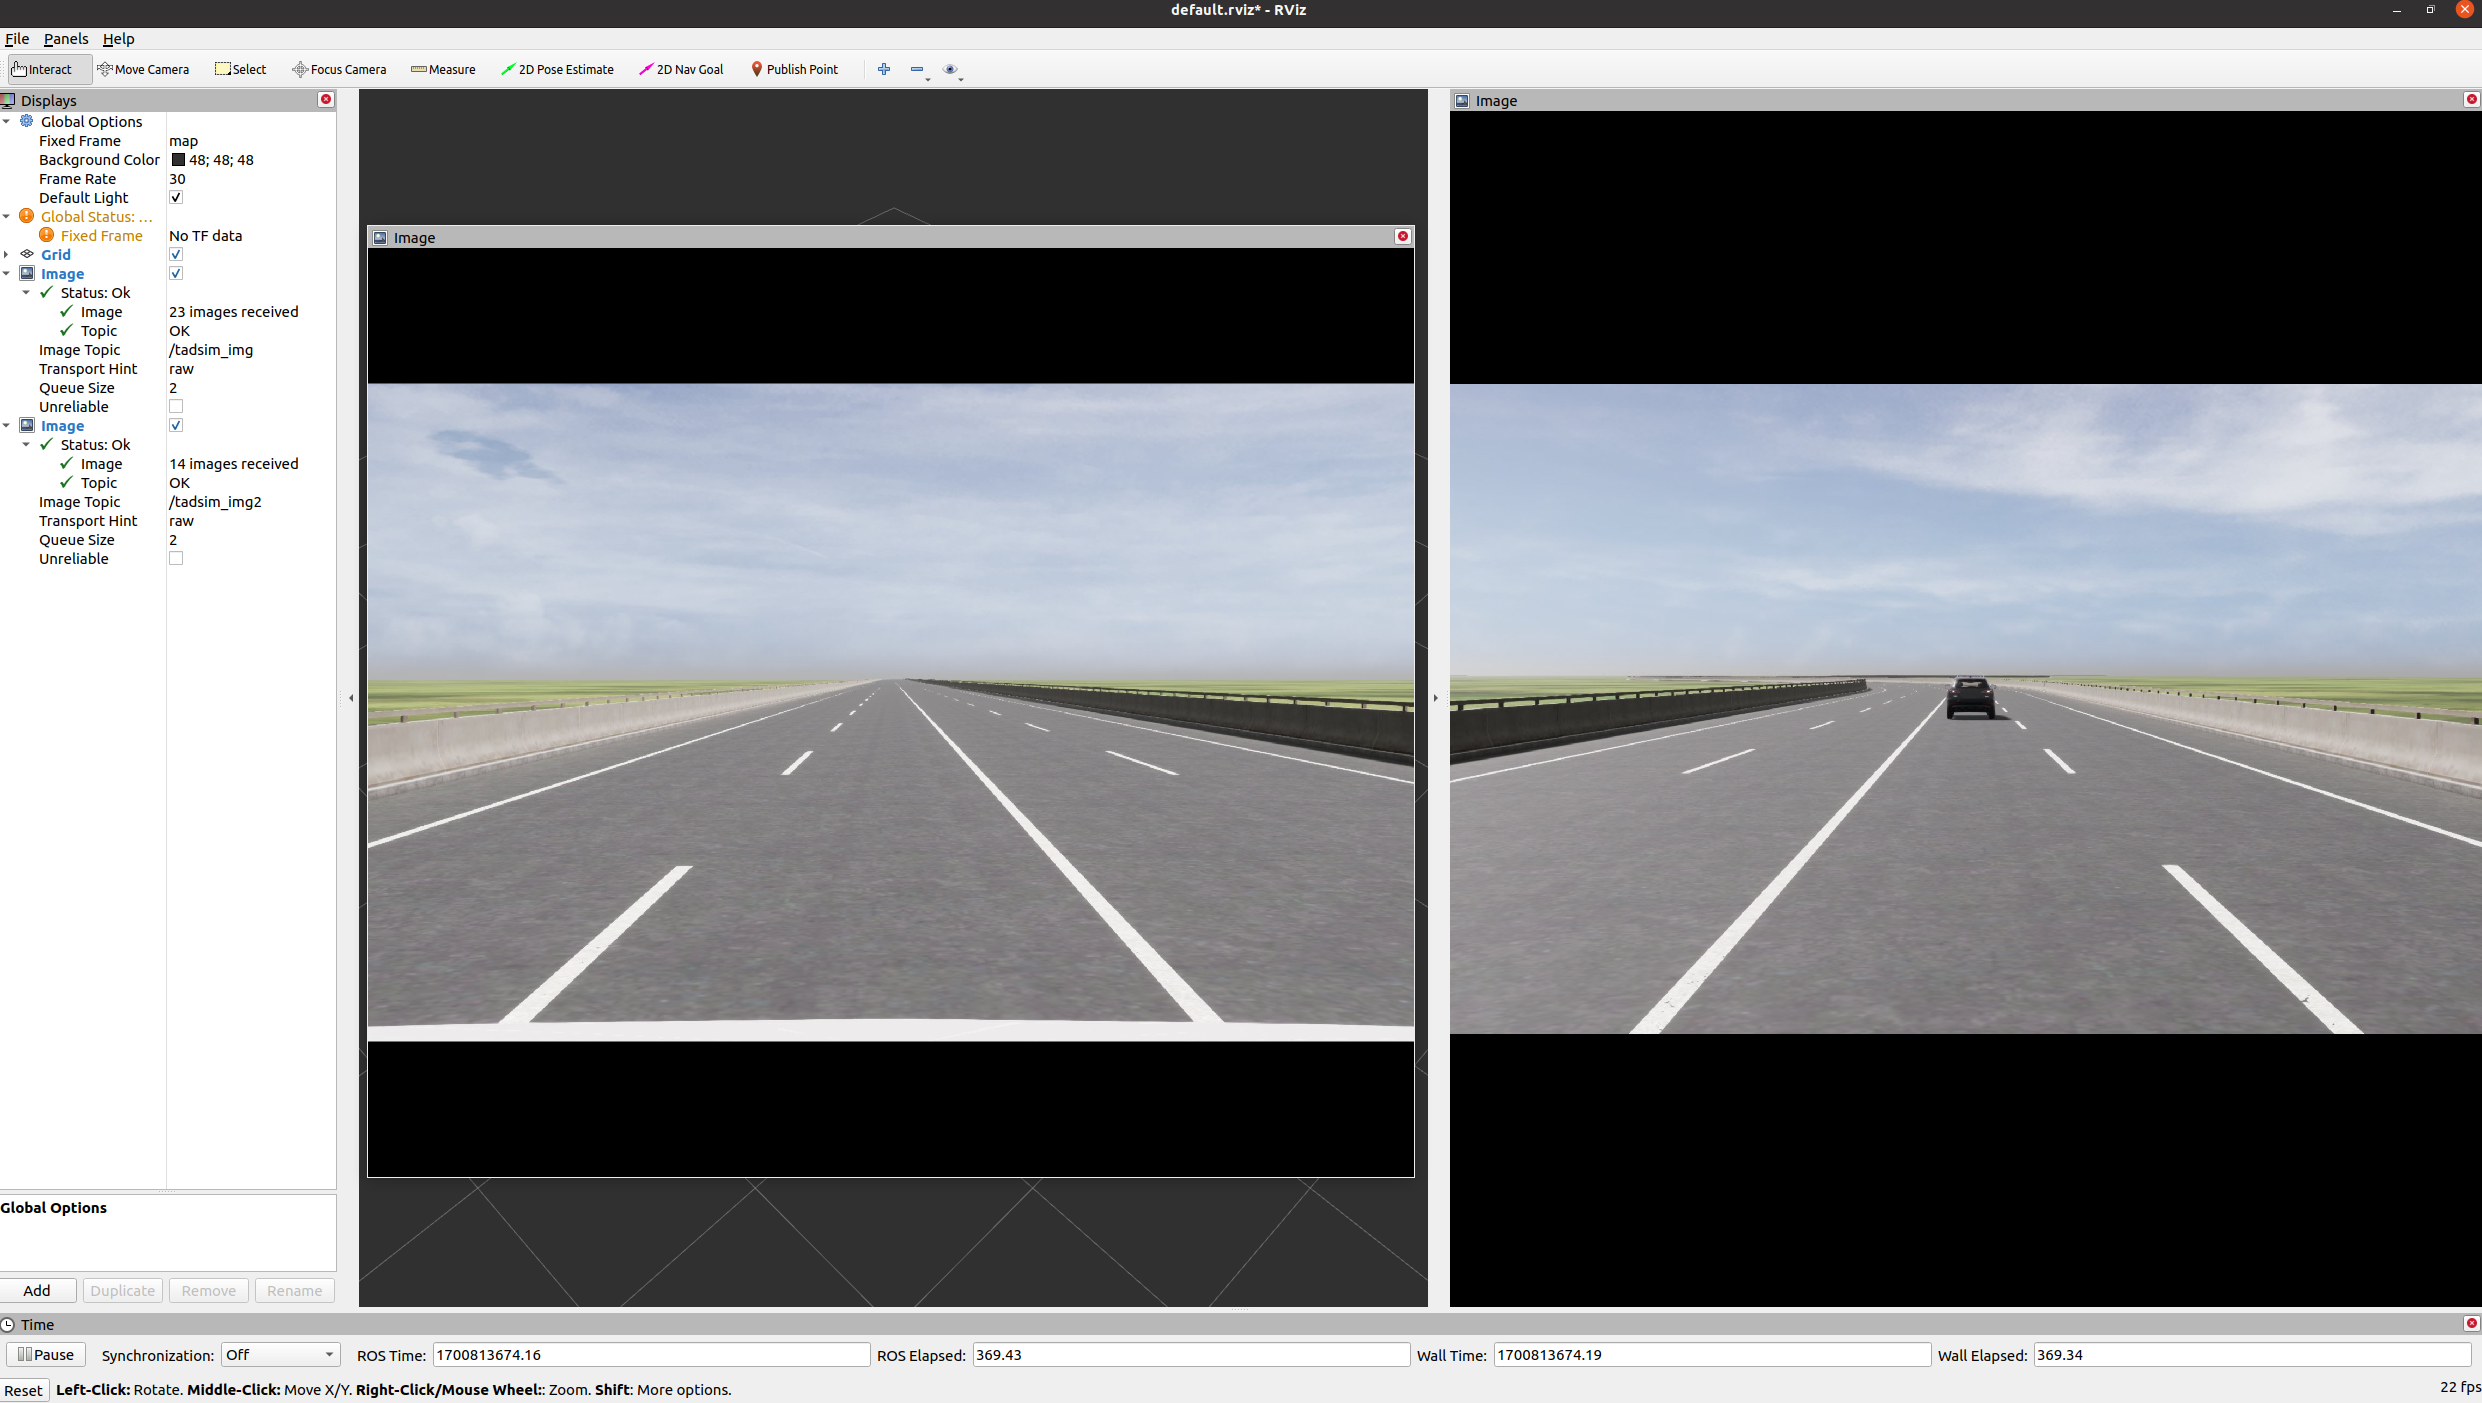 default.rviz* - RViz
File Panels Help
Interact Move Camera Select Focus Camera Measure 2D Pose Estimate 2D Nav Goal Publish Point
Displays
Global Options
Fixed Frame map
Background Color 48; 48; 48
Frame Rate 30
Default Light
Global Status: ...
Fixed Frame No TF data
Grid
Image
Status: Ok
Image 23 images received
Topic OK
Image Topic /tadsim_img
Transport Hint raw
Queue Size 2
Unreliable
Image
Status: Ok
Image 14 images received
Topic OK
Image Topic /tadsim_img2
Transport Hint raw
Queue Size 2
Unreliable
Global Options
Add Duplicate Remove Rename
Image
Image
Time
Pause Synchronization: Off ROS Time: 1700813674.16 ROS Elapsed: 369.43 Wall Time: 1700813674.19 Wall Elapsed: 369.34
Reset Left-Click: Rotate. Middle-Click: Move X/Y. Right-Click/Mouse Wheel:: Zoom. Shift: More options. 22 fps